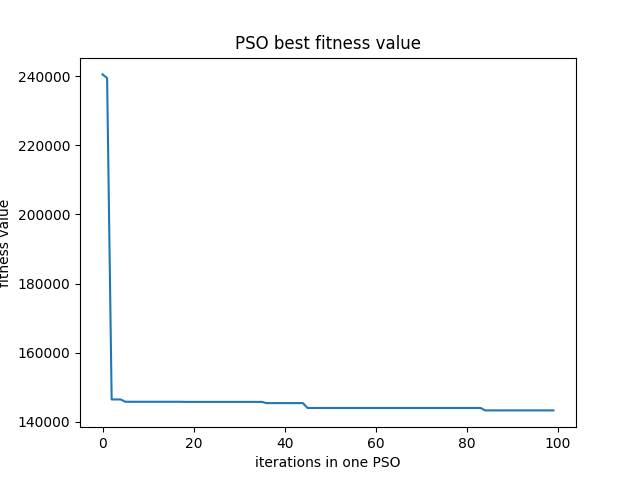 PSO best fitness value
fitness value
240000
220000
200000
180000
160000
140000
0 20 40 60 80 100
iterations in one PSO